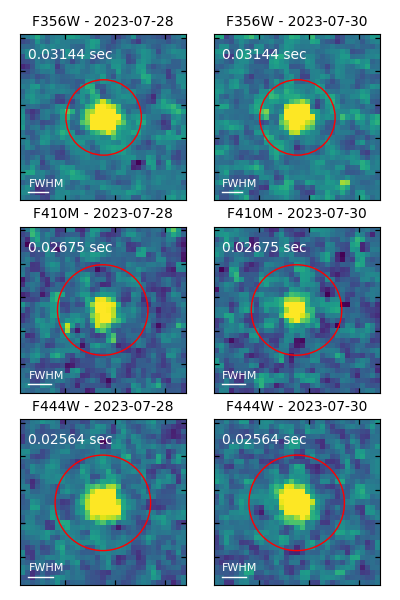 F356W - 2023-07-28
F356W - 2023-07-30
0.03144 sec
0.03144 sec
FWHM
FWHM
F410M - 2023-07-28
F410M - 2023-07-30
0.02675 sec
0.02675 sec
FWHM
FWHM
F444W - 2023-07-28
F444W - 2023-07-30
0.02564 sec
0.02564 sec
FWHM
FWHM